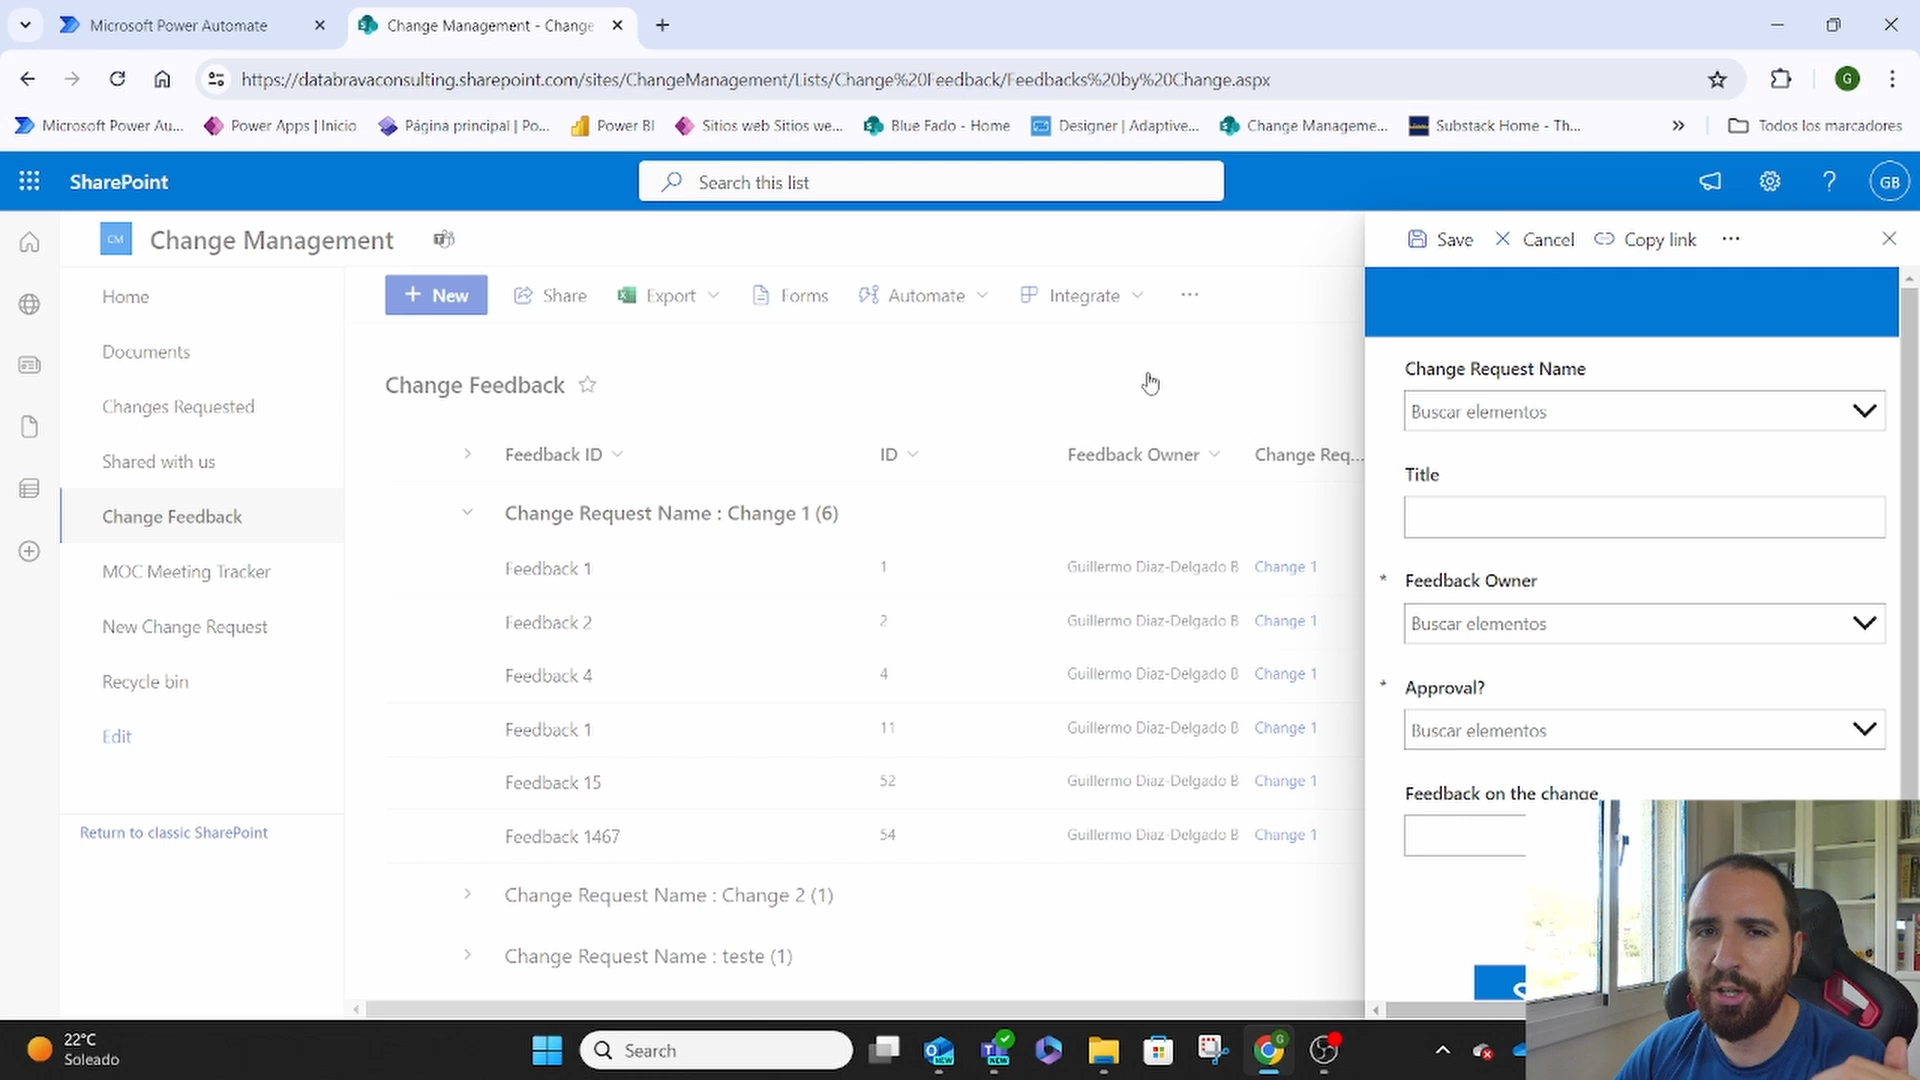 Microsoft Power Automate
Change Management - Change
https://databravaconsulting.sharepoint.com/sites/ChangeManagement/Lists/Change%20Feedback/Feedbacks%20by%20Change.aspx
G
Microsoft Power Au...
Power Apps | Inicio
Página principal | Po...
Power BI
Sitios web Sitios we...
Blue Fado - Home
Designer | Adaptive...
Change Manageme...
Substack Home - Th...
Todos los marcadores
SharePoint
Search this list
GB
CM
Change Management
Save
Cancel
Copy link
Home
Documents
Changes Requested
Shared with us
Change Feedback
MOC Meeting Tracker
New Change Request
Recycle bin
Edit
Return to classic SharePoint
+ New
Share
Export
Forms
Automate
Integrate
Change Feedback
Feedback ID
ID
Feedback Owner
Change Req...
Change Request Name : Change 1 (6)
Feedback 1 1 Guillermo Diaz-Delgado B Change 1
Feedback 2 2 Guillermo Diaz-Delgado B Change 1
Feedback 4 4 Guillermo Diaz-Delgado B Change 1
Feedback 1 11 Guillermo Diaz-Delgado B Change 1
Feedback 15 52 Guillermo Diaz-Delgado B Change 1
Feedback 1467 54 Guillermo Diaz-Delgado B Change 1
Change Request Name : Change 2 (1)
Change Request Name : teste (1)
Change Request Name
Buscar elementos
Title
* Feedback Owner
Buscar elementos
* Approval?
Buscar elementos
Feedback on the change
22°C
Soleado
Search
NEW
NEW
G